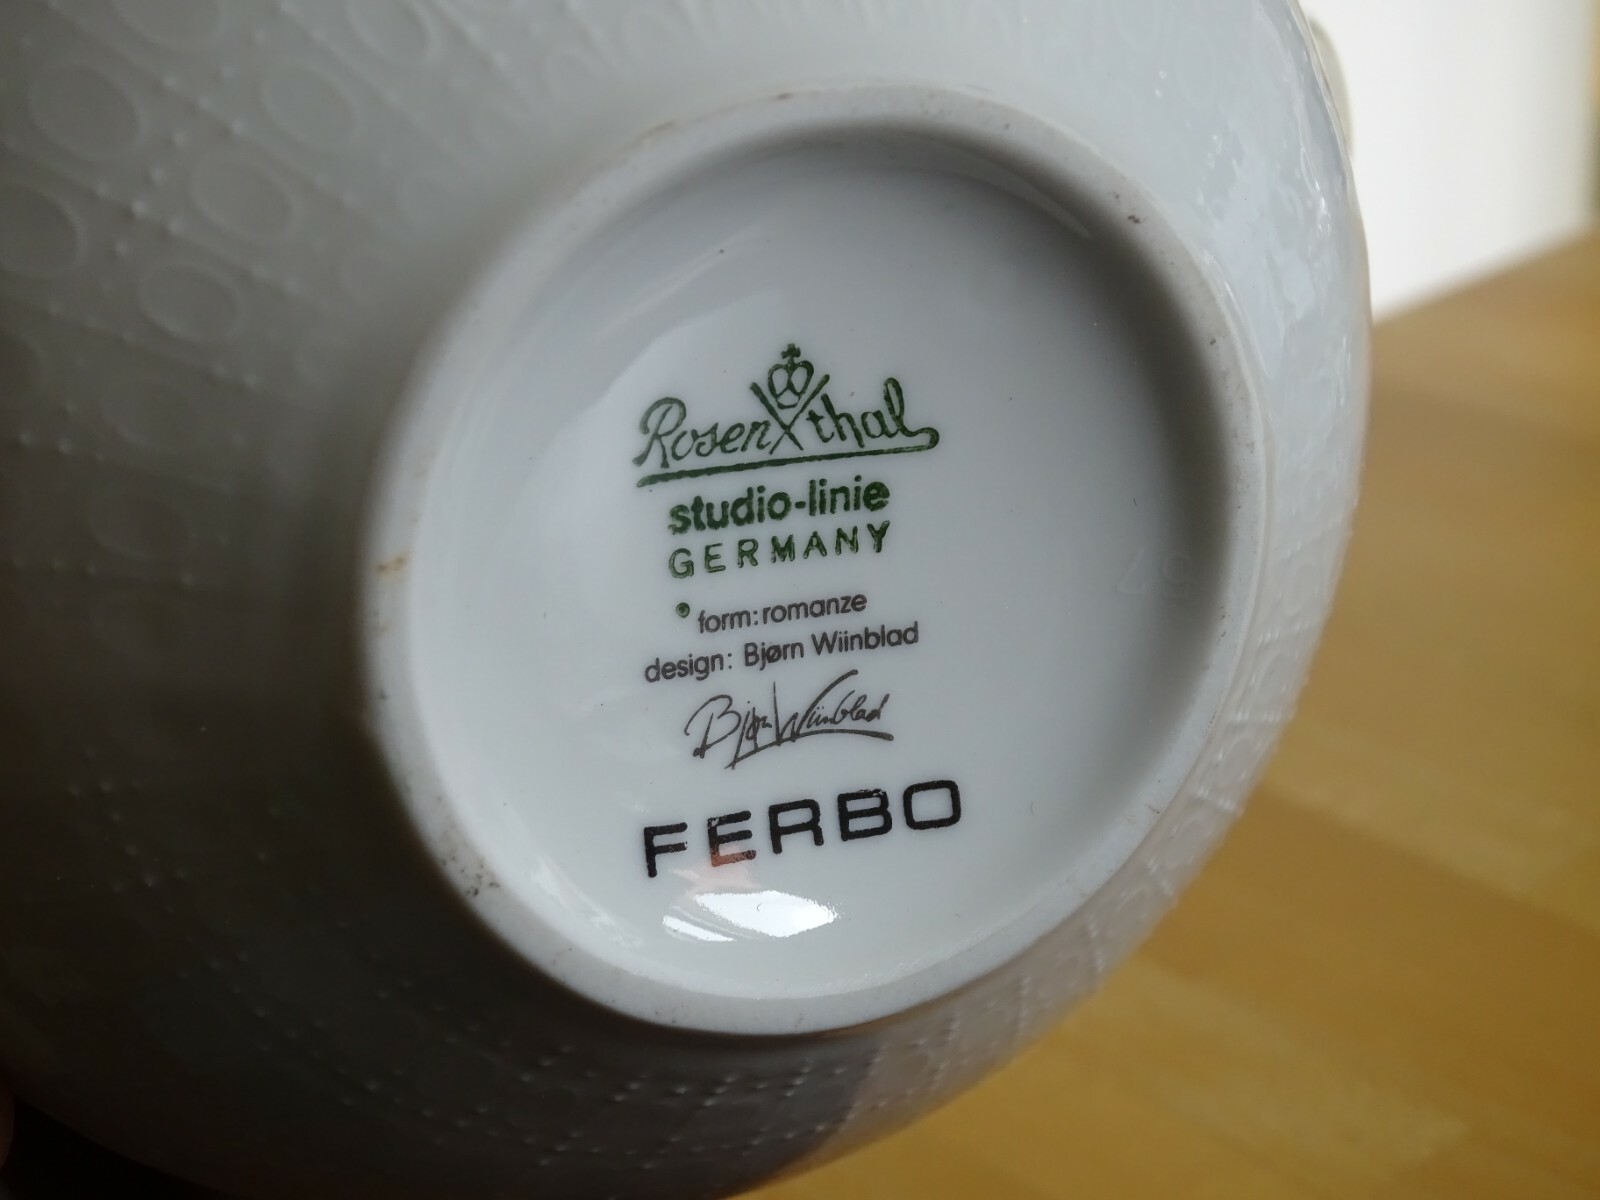 Rosenthal
studio-linie
GERMANY
form: romanze
design: Bjørn Wiinblad
Bjørn Wiinblad
FERBO